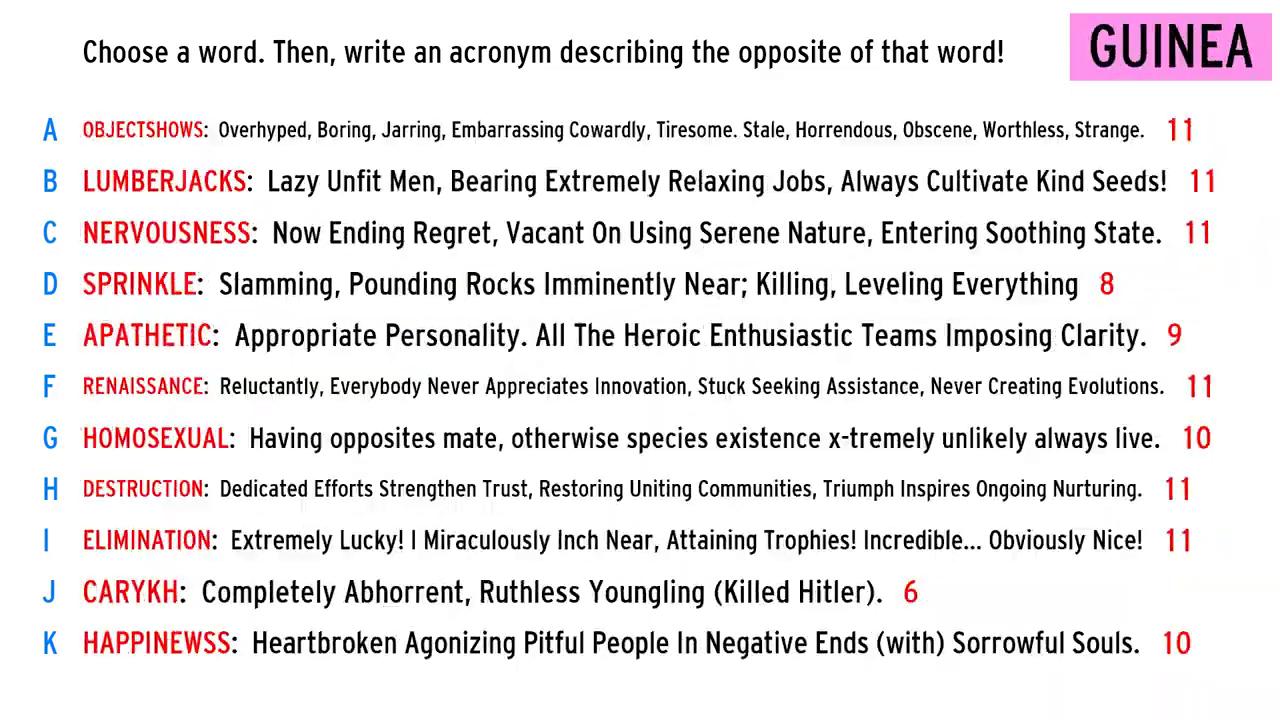 Choose a word. Then, write an acronym describing the opposite of that word!
GUINEA
A OBJECTSHOWS: Overhyped, Boring, Jarring, Embarrassing Cowardly, Tiresome. Stale, Horrendous, Obscene, Worthless, Strange. 11
B LUMBERJACKS: Lazy Unfit Men, Bearing Extremely Relaxing Jobs, Always Cultivate Kind Seeds! 11
C NERVOUSNESS: Now Ending Regret, Vacant On Using Serene Nature, Entering Soothing State. 11
D SPRINKLE: Slamming, Pounding Rocks Imminently Near; Killing, Leveling Everything 8
E APATHETIC: Appropriate Personality. All The Heroic Enthusiastic Teams Imposing Clarity. 9
F RENAISSANCE: Reluctantly, Everybody Never Appreciates Innovation, Stuck Seeking Assistance, Never Creating Evolutions. 11
G HOMOSEXUAL: Having opposites mate, otherwise species existence x-tremely unlikely always live. 10
H DESTRUCTION: Dedicated Efforts Strengthen Trust, Restoring Uniting Communities, Triumph Inspires Ongoing Nurturing. 11
I ELIMINATION: Extremely Lucky! I Miraculously Inch Near, Attaining Trophies! Incredible... Obviously Nice! 11
J CARYKH: Completely Abhorrent, Ruthless Youngling (Killed Hitler). 6
K HAPPINEWSS: Heartbroken Agonizing Pitful People In Negative Ends (with) Sorrowful Souls. 10